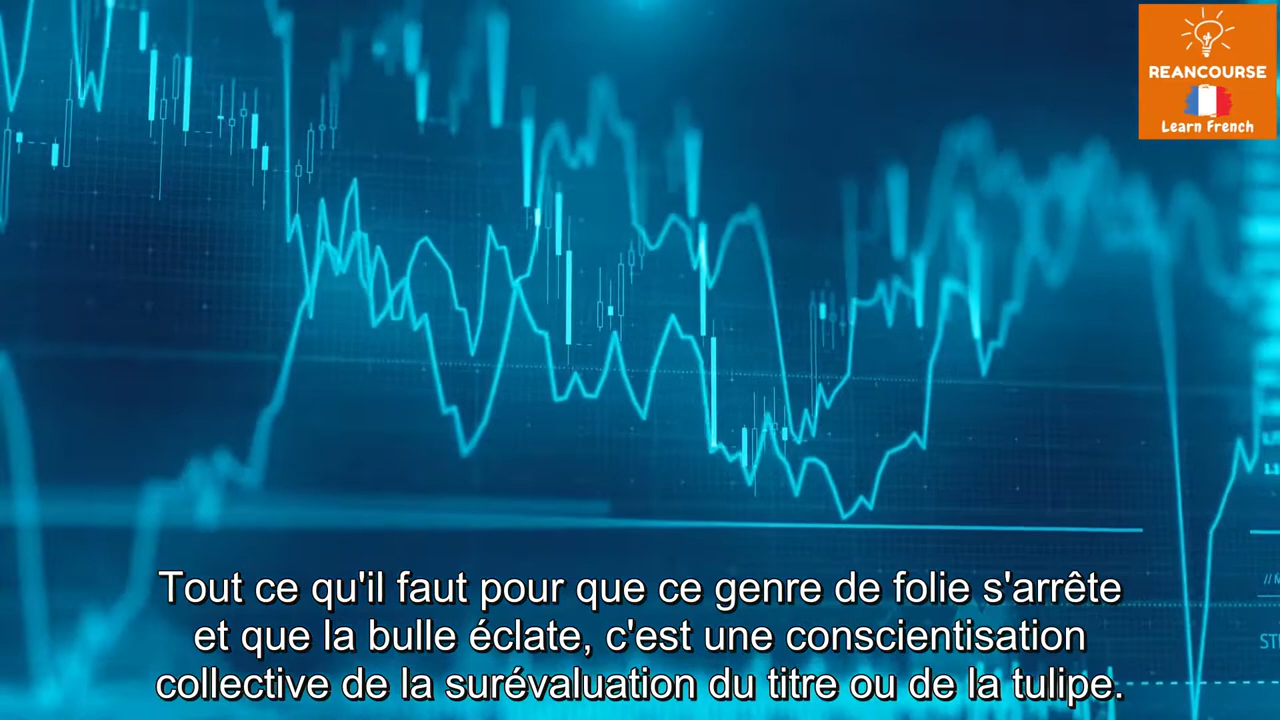 REANCOURSE
Learn French
Tout ce qu'il faut pour que ce genre de folie s'arrête
et que la bulle éclate, c'est une conscientisation
collective de la surévaluation du titre ou de la tulipe.